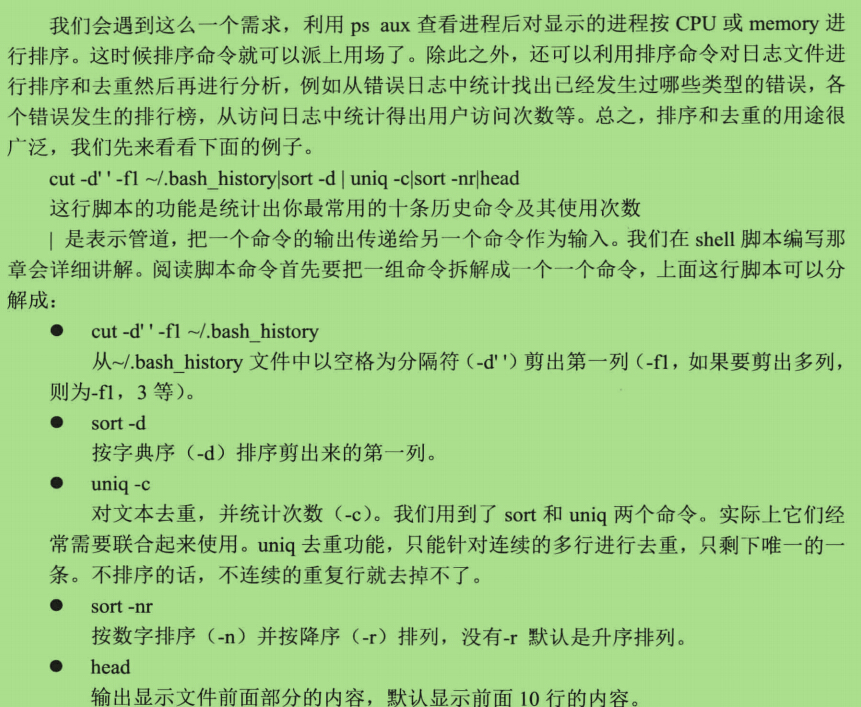 我们会遇到这么一个需求，利用 ps aux 查看进程后对显示的进程按 CPU 或 memory 进
行排序。这时候排序命令就可以派上用场了。除此之外，还可以利用排序命令对日志文件进
行排序和去重然后再进行分析，例如从错误日志中统计找出已经发生过哪些类型的错误，各
个错误发生的排行榜，从访问日志中统计得出用户访问次数等。总之，排序和去重的用途很
广泛，我们先来看看下面的例子。
cut -d' ' -f1 ~/.bash_history|sort -d | uniq -c|sort -nr|head
这行脚本的功能是统计出你最常用的十条历史命令及其使用次数
| 是表示管道，把一个命令的输出传递给另一个命令作为输入。我们在 shell 脚本编写那
章会详细讲解。阅读脚本命令首先要把一组命令拆解成一个一个命令，上面这行脚本可以分
解成：
● cut -d' ' -f1 ~/.bash_history
从~/.bash_history 文件中以空格为分隔符（-d' '）剪出第一列（-f1，如果要剪出多列，
则为-f1，3 等）。
● sort -d
按字典序（-d）排序剪出来的第一列。
● uniq -c
对文本去重，并统计次数（-c）。我们用到了 sort 和 uniq 两个命令。实际上它们经
常需要联合起来使用。uniq 去重功能，只能针对连续的多行进行去重，只剩下唯一的一
条。不排序的话，不连续的重复行就去掉不了。
● sort -nr
按数字排序（-n）并按降序（-r）排列，没有-r 默认是升序排列。
● head
输出显示文件前面部分的内容，默认显示前面 10 行的内容。